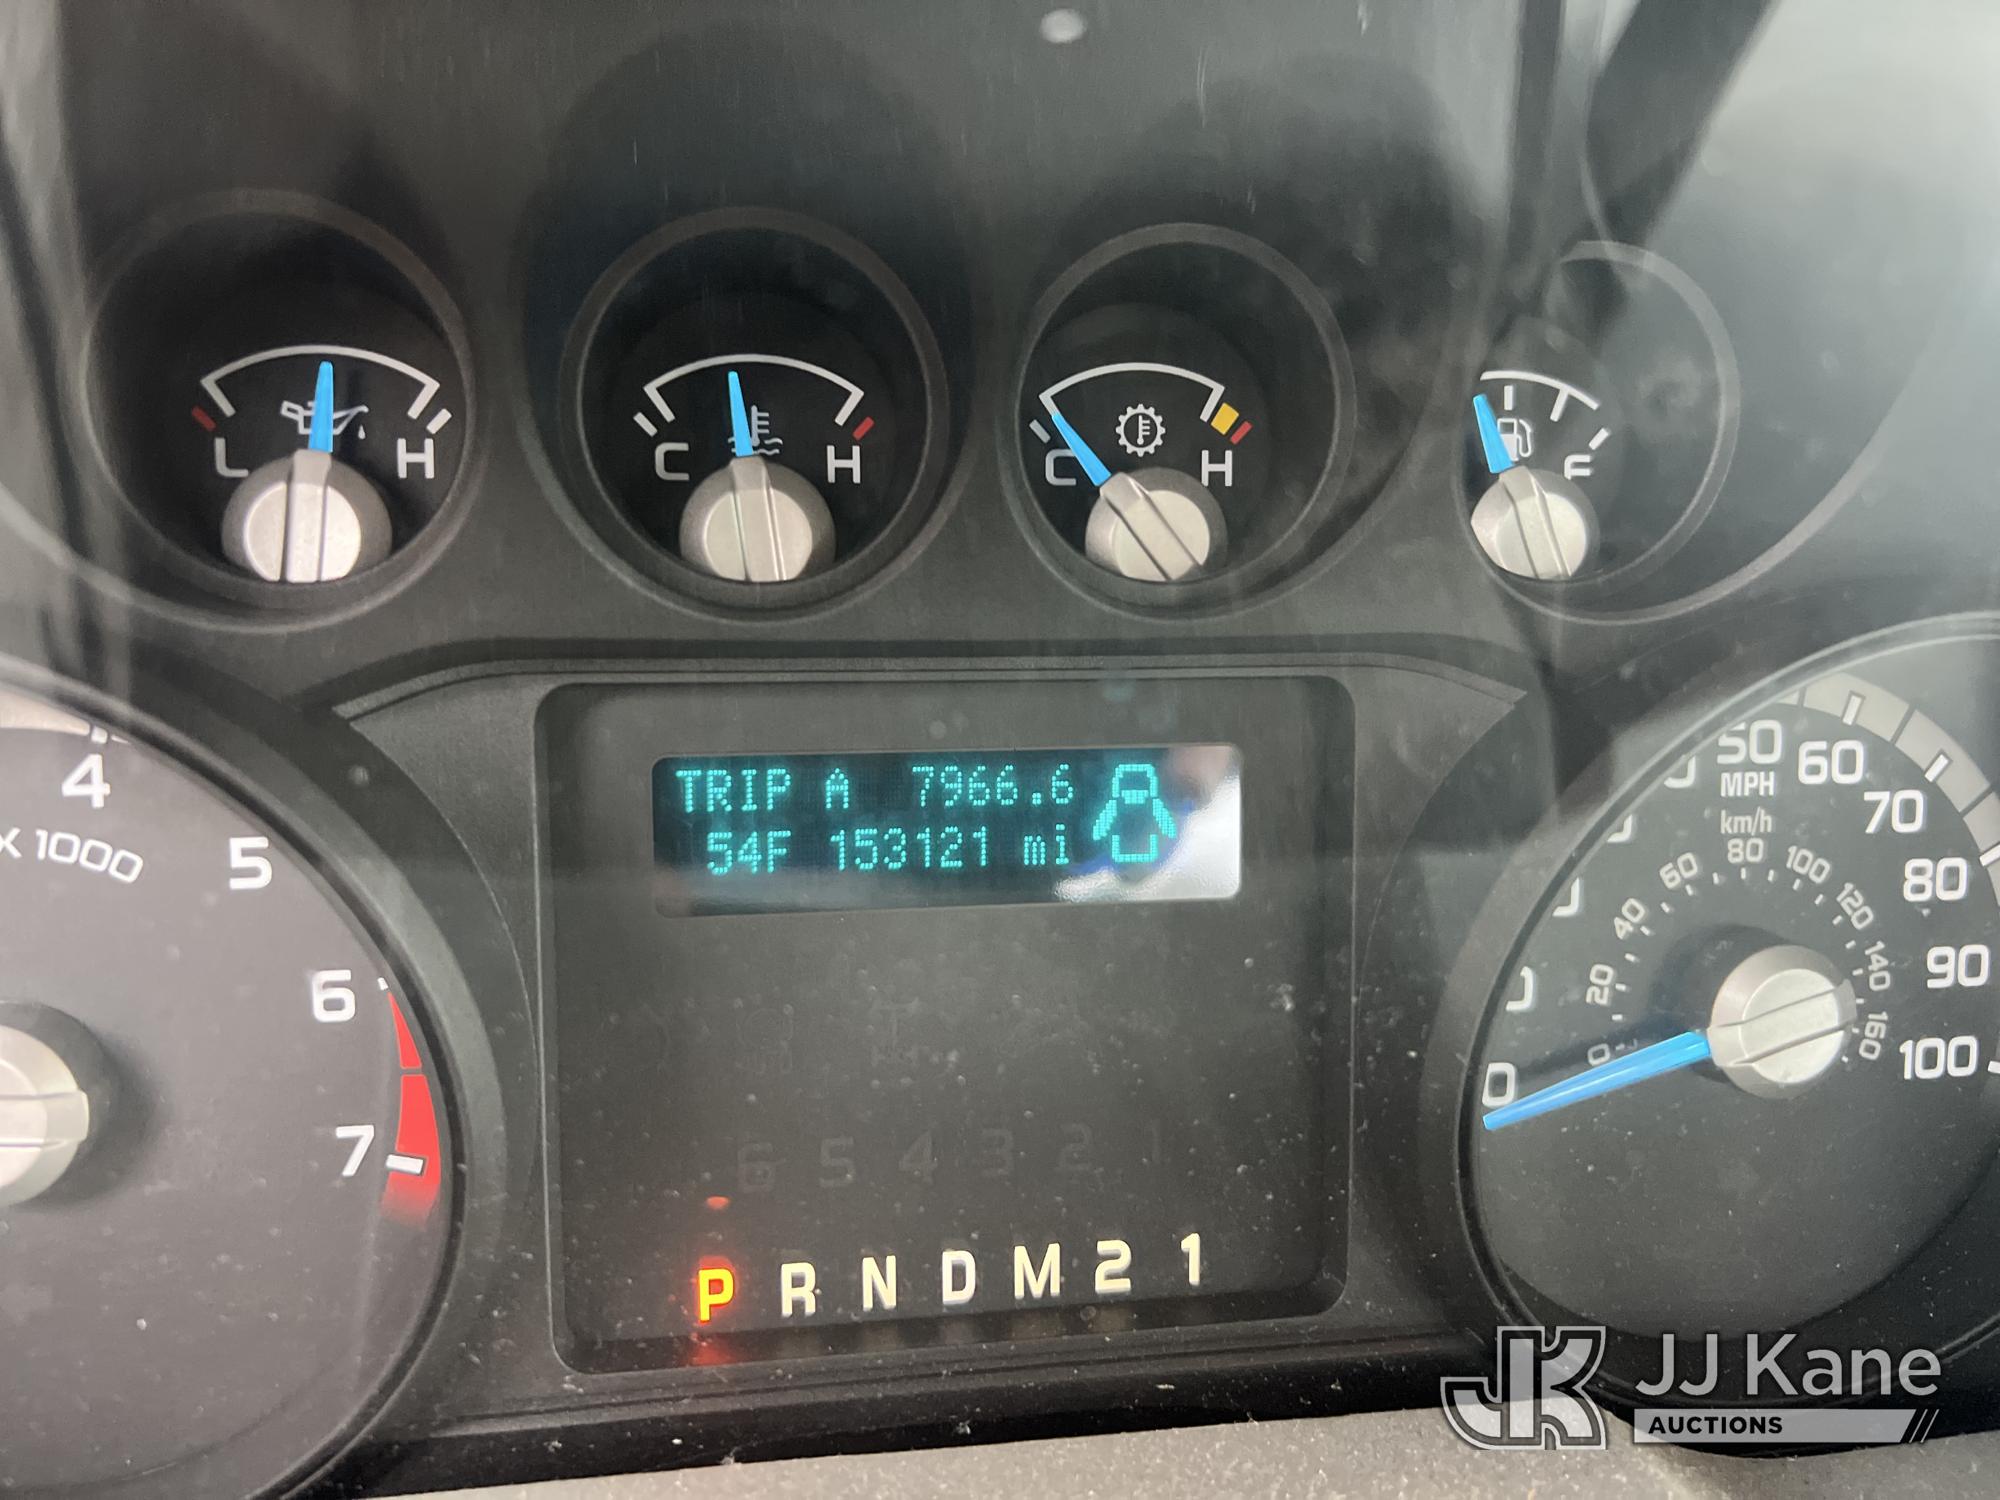 L H
C H
C H
F
TRIP A 7966.6
54F 153121 mi
4
5
6
7
x 1000
50 60 70 80 90 100
MPH
km/h
0 20 40 60 80 100 120 140 160
0
6 5 4 3 2 1
P R N D M 2 1
JJ Kane
AUCTIONS